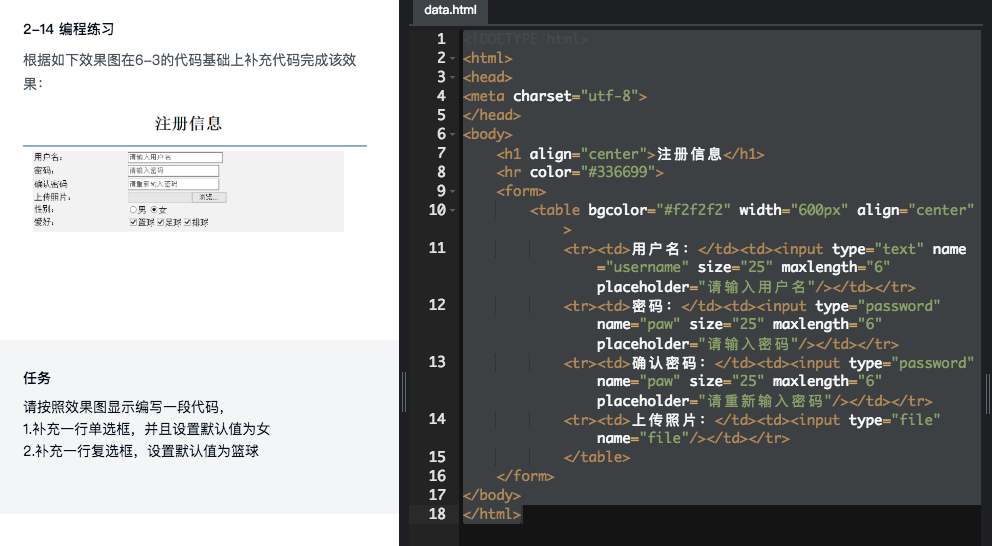 2-14 编程练习
根据如下效果图在6-3的代码基础上补充代码完成该效
果：
注册信息
用户名： 请输入用户名
密码： 请输入密码
确认密码 请重新输入密码
上传照片： 浏览...
性别： 男 女
爱好： 篮球 足球 排球
任务
请按照效果图显示编写一段代码，
1.补充一行单选框，并且设置默认值为女
2.补充一行复选框，设置默认值为篮球
data.html
1 <!DOCTYPE html>
2 <html>
3 <head>
4 <meta charset="utf-8">
5 </head>
6 <body>
7 <h1 align="center">注册信息</h1>
8 <hr color="#336699">
9 <form>
10 <table bgcolor="#f2f2f2" width="600px" align="center"
>
11 <tr><td>用户名：</td><td><input type="text" name
="username" size="25" maxlength="6"
placeholder="请输入用户名"/></td></tr>
12 <tr><td>密码：</td><td><input type="password"
name="paw" size="25" maxlength="6"
placeholder="请输入密码"/></td></tr>
13 <tr><td>确认密码：</td><td><input type="password"
name="paw" size="25" maxlength="6"
placeholder="请重新输入密码"/></td></tr>
14 <tr><td>上传照片：</td><td><input type="file"
name="file"/></td></tr>
15 </table>
16 </form>
17 </body>
18 </html>